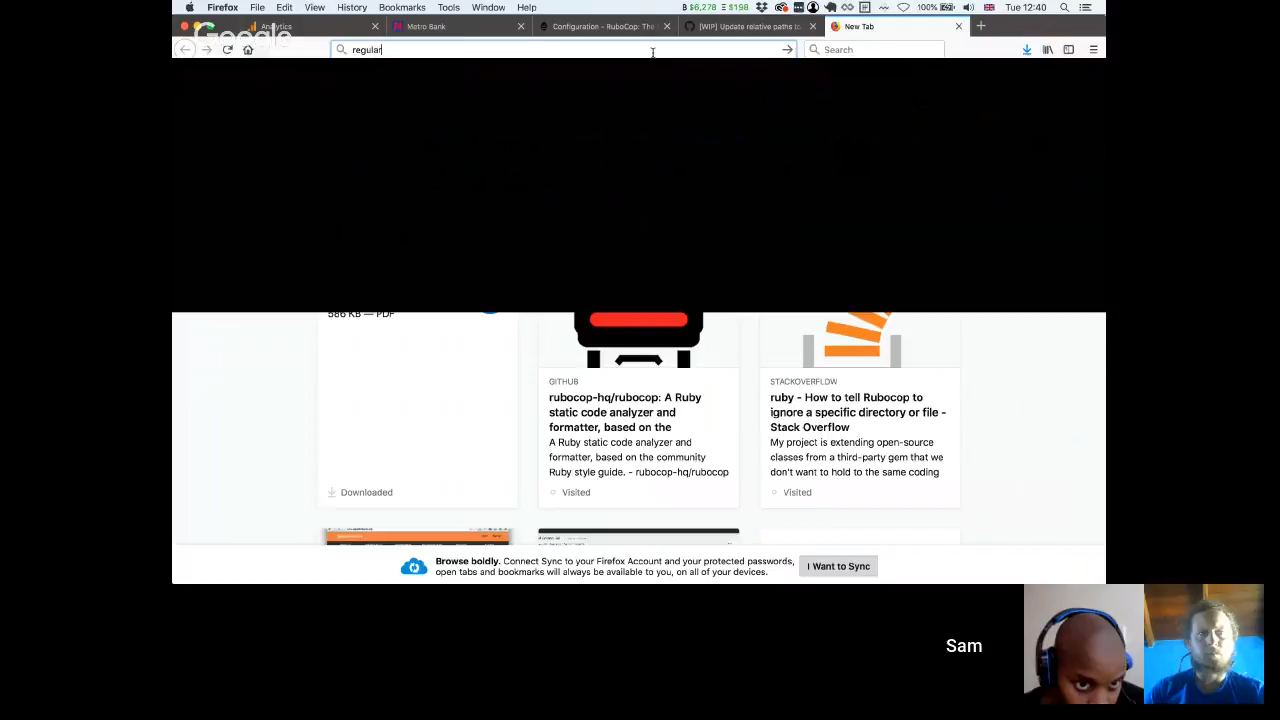 Firefox File Edit View History Bookmarks Tools Window Help Ƀ $6,278 Ξ $198 100% Tue 12:40
Google
Analytics Metro Bank Configuration - RuboCop: The [WIP] Update relative paths to New Tab
regular Search
586 KB — PDF
Downloaded
GITHUB
rubocop-hq/rubocop: A Ruby
static code analyzer and
formatter, based on the
A Ruby static code analyzer and
formatter, based on the community
Ruby style guide. - rubocop-hq/rubocop
Visited
STACKOVERFLOW
ruby - How to tell Rubocop to
ignore a specific directory or file -
Stack Overflow
My project is extending open-source
classes from a third-party gem that we
don't want to hold to the same coding
Visited
Browse boldly. Connect Sync to your Firefox Account and your protected passwords,
open tabs and bookmarks will always be available to you, on all of your devices.
I Want to Sync
Sam